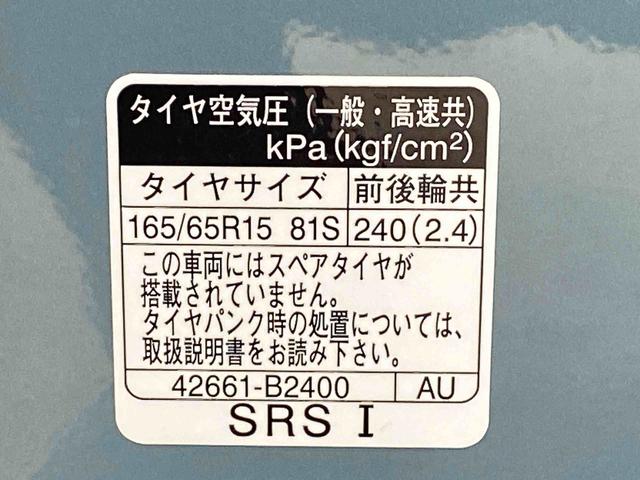 タイヤ空気圧（一般・高速共）
kPa(kgf/cm²)
タイヤサイズ 前後輪共
165/65R15 81S 240(2.4)
この車両にはスペアタイヤが
搭載されていません。
タイヤパンク時の処置については、
取扱説明書をお読み下さい。
42661-B2400 AU
SRS I